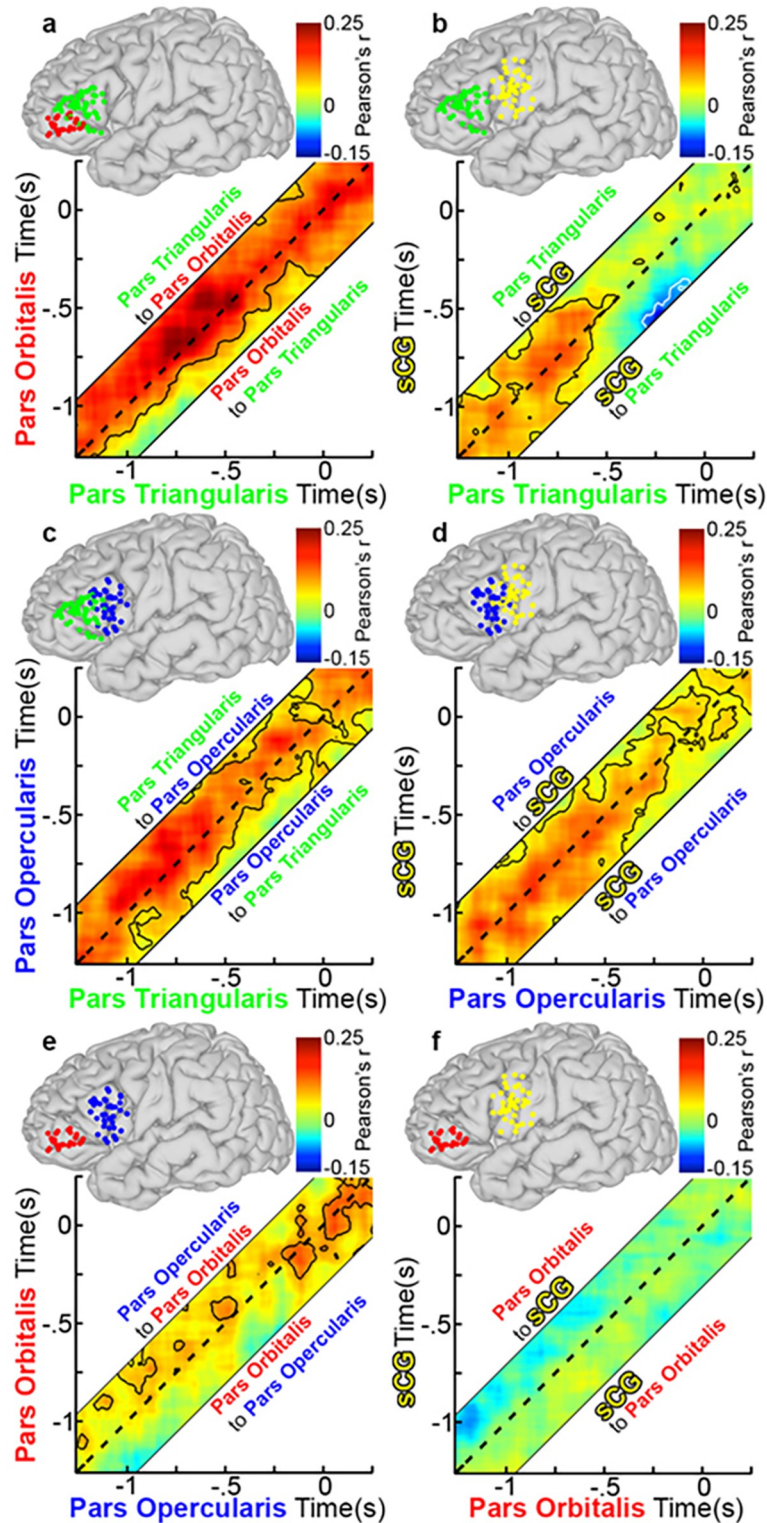 a
0.25
0
-0.15
Pearson's r
Pars Orbitalis Time(s)
0
-.5
-1
Pars Triangularis
to Pars Orbitalis
Pars Orbitalis
to Pars Triangularis
-1
-.5
0
Pars Triangularis Time(s)
b
0.25
0
-0.15
Pearson's r
sCG Time(s)
0
-.5
-1
Pars Triangularis
to sCG
sCG
to Pars Triangularis
-1
-.5
0
Pars Triangularis Time(s)
c
0.25
0
-0.15
Pearson's r
Pars Opercularis Time(s)
0
-.5
-1
Pars Triangularis
to Pars Opercularis
Pars Opercularis
to Pars Triangularis
-1
-.5
0
Pars Triangularis Time(s)
d
0.25
0
-0.15
Pearson's r
sCG Time(s)
0
-.5
-1
Pars Opercularis
to sCG
sCG
to Pars Opercularis
-1
-.5
0
Pars Opercularis Time(s)
e
0.25
0
-0.15
Pearson's r
Pars Orbitalis Time(s)
0
-.5
-1
Pars Opercularis
to Pars Orbitalis
Pars Orbitalis
to Pars Opercularis
-1
-.5
0
Pars Opercularis Time(s)
f
0.25
0
-0.15
Pearson's r
sCG Time(s)
0
-.5
-1
Pars Orbitalis
to sCG
sCG
to Pars Orbitalis
-1
-.5
0
Pars Orbitalis Time(s)